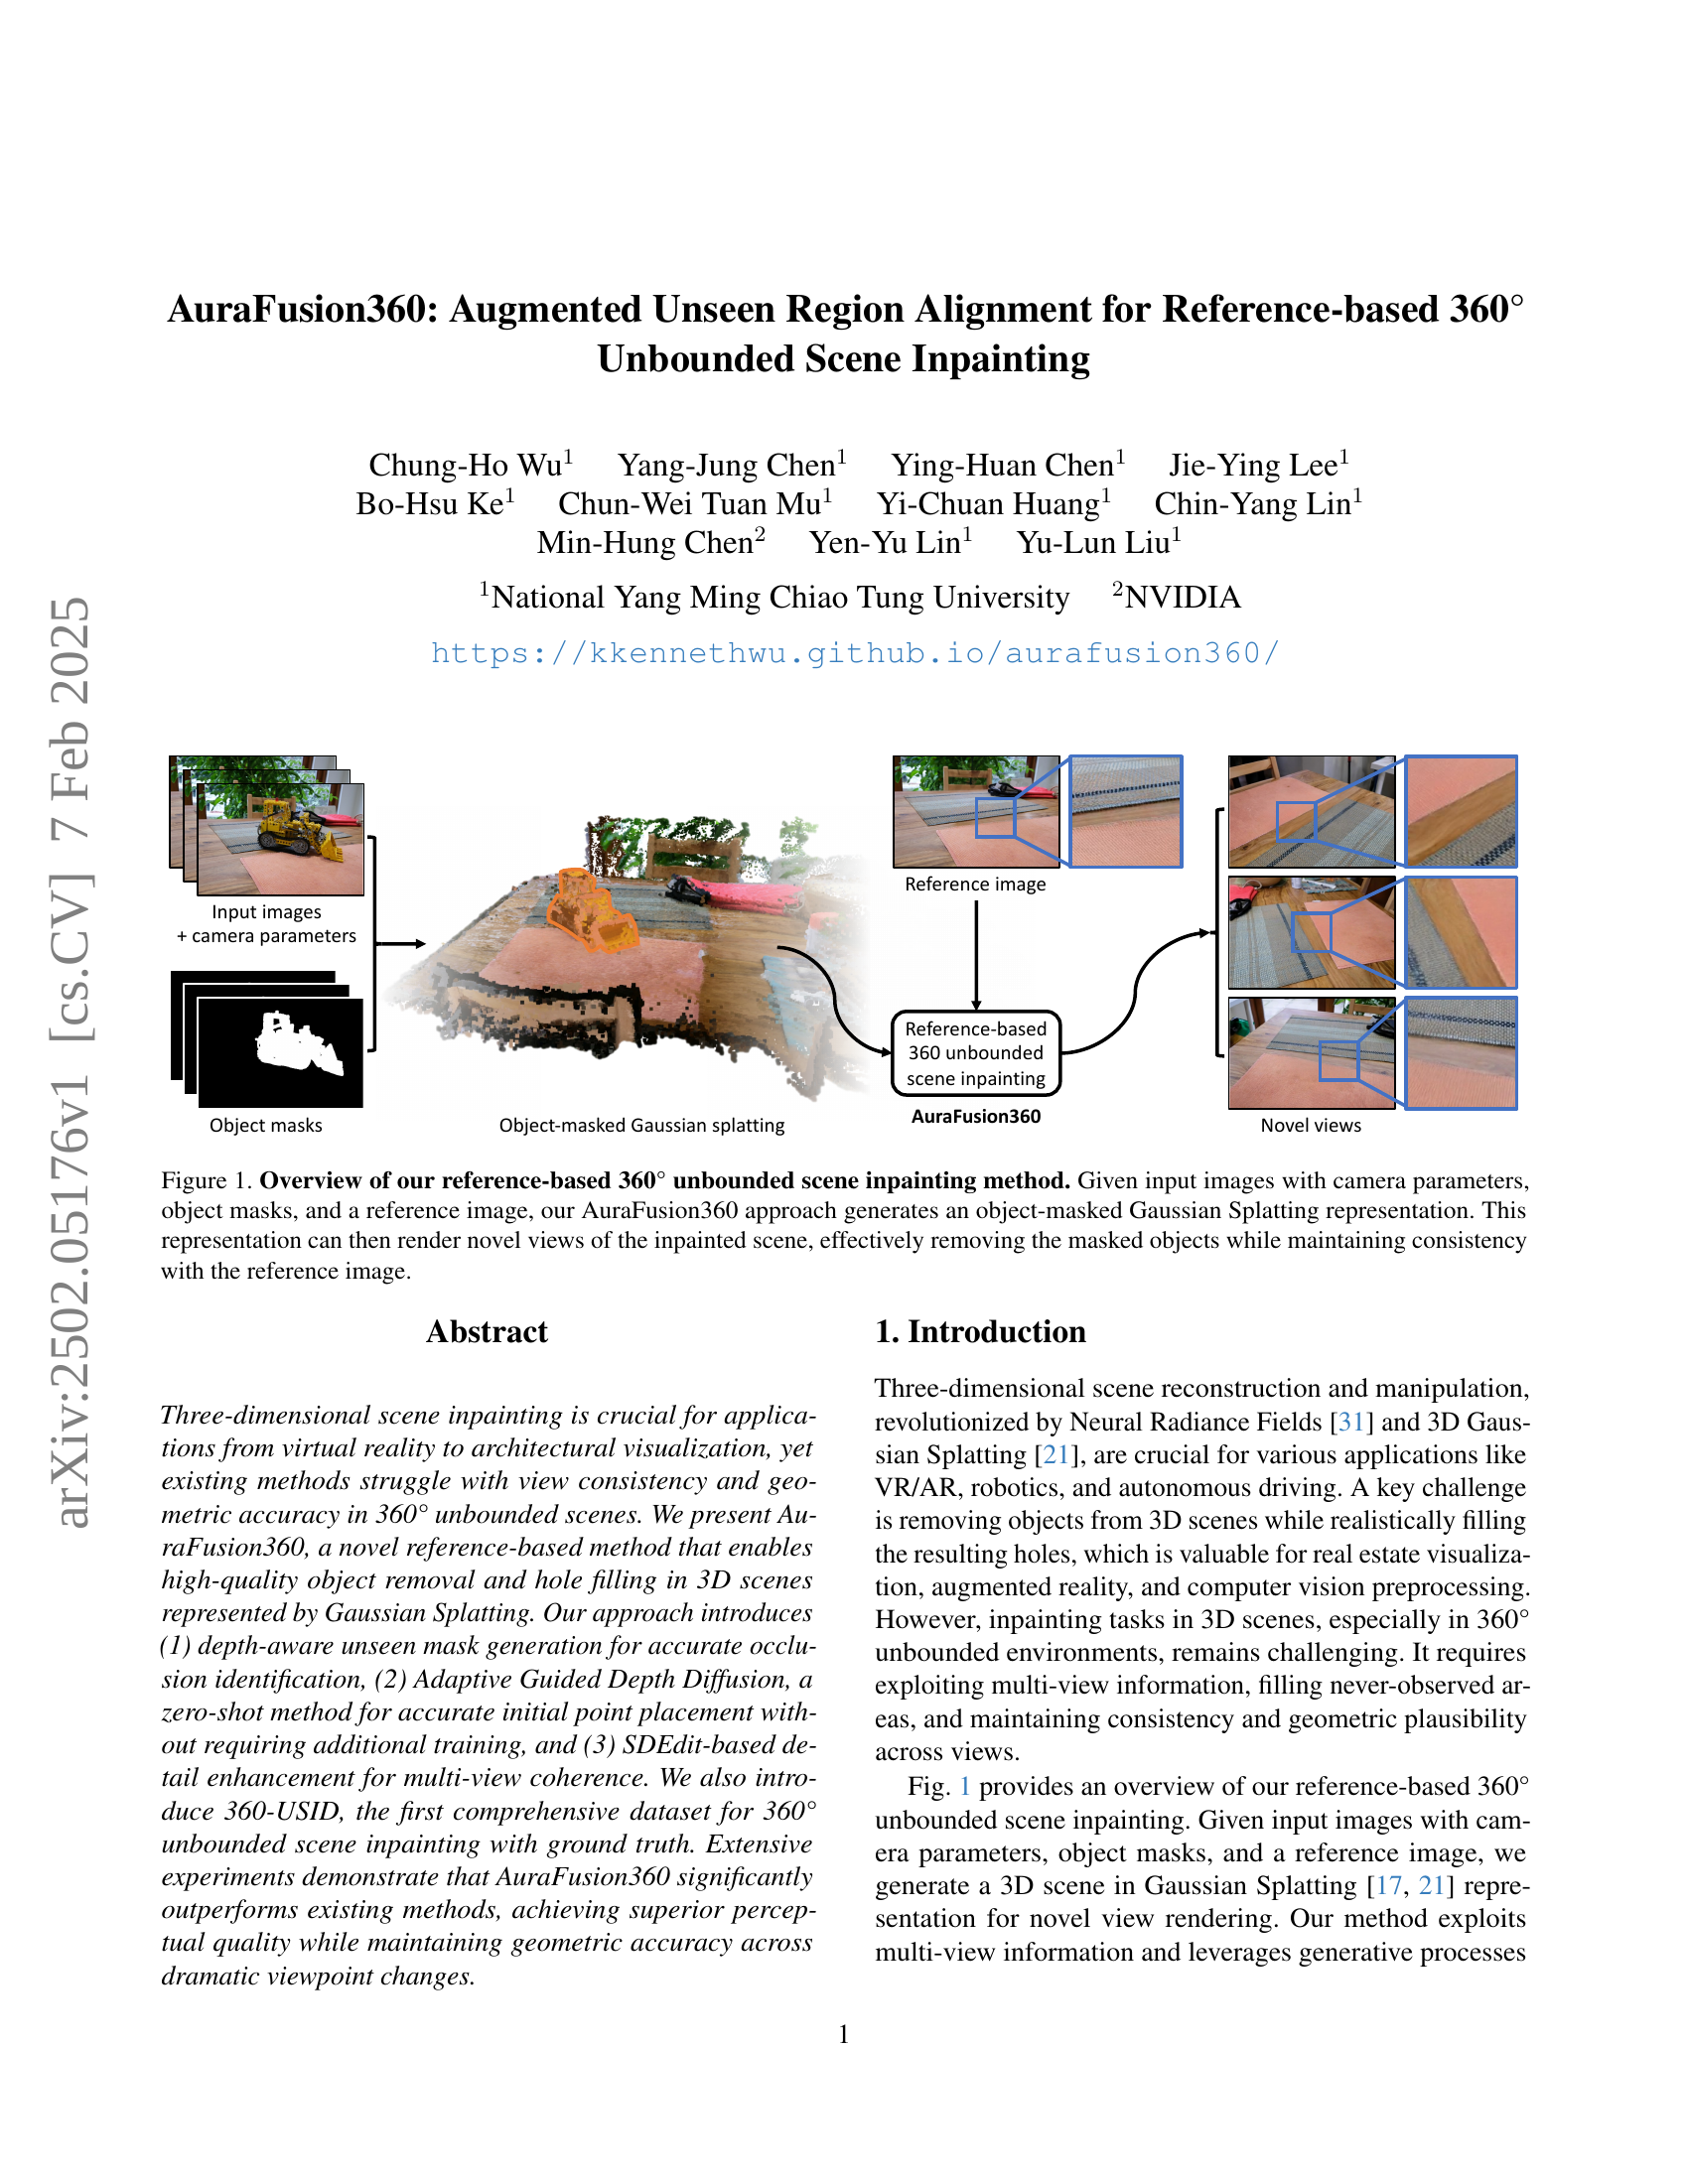 arXiv:2502.05176v1 [cs.CV] 7 Feb 2025
AuraFusion360: Augmented Unseen Region Alignment for Reference-based 360°
Unbounded Scene Inpainting
Chung-Ho Wu¹ Yang-Jung Chen¹ Ying-Huan Chen¹ Jie-Ying Lee¹
Bo-Hsu Ke¹ Chun-Wei Tuan Mu¹ Yi-Chuan Huang¹ Chin-Yang Lin¹
Min-Hung Chen² Yen-Yu Lin¹ Yu-Lun Liu¹
¹National Yang Ming Chiao Tung University ²NVIDIA
https://kkennethwu.github.io/aurafusion360/
Input images
+ camera parameters
Object masks
Object-masked Gaussian splatting
Reference image
Reference-based
360 unbounded
scene inpainting
AuraFusion360
Novel views
Figure 1. Overview of our reference-based 360° unbounded scene inpainting method. Given input images with camera parameters,
object masks, and a reference image, our AuraFusion360 approach generates an object-masked Gaussian Splatting representation. This
representation can then render novel views of the inpainted scene, effectively removing the masked objects while maintaining consistency
with the reference image.
Abstract
Three-dimensional scene inpainting is crucial for applica-
tions from virtual reality to architectural visualization, yet
existing methods struggle with view consistency and geo-
metric accuracy in 360° unbounded scenes. We present Au-
raFusion360, a novel reference-based method that enables
high-quality object removal and hole filling in 3D scenes
represented by Gaussian Splatting. Our approach introduces
(1) depth-aware unseen mask generation for accurate occlu-
sion identification, (2) Adaptive Guided Depth Diffusion, a
zero-shot method for accurate initial point placement with-
out requiring additional training, and (3) SDEdit-based de-
tail enhancement for multi-view coherence. We also intro-
duce 360-USID, the first comprehensive dataset for 360°
unbounded scene inpainting with ground truth. Extensive
experiments demonstrate that AuraFusion360 significantly
outperforms existing methods, achieving superior percep-
tual quality while maintaining geometric accuracy across
dramatic viewpoint changes.
1. Introduction
Three-dimensional scene reconstruction and manipulation,
revolutionized by Neural Radiance Fields [31] and 3D Gaus-
sian Splatting [21], are crucial for various applications like
VR/AR, robotics, and autonomous driving. A key challenge
is removing objects from 3D scenes while realistically filling
the resulting holes, which is valuable for real estate visualiza-
tion, augmented reality, and computer vision preprocessing.
However, inpainting tasks in 3D scenes, especially in 360°
unbounded environments, remains challenging. It requires
exploiting multi-view information, filling never-observed ar-
eas, and maintaining consistency and geometric plausibility
across views.
Fig. 1 provides an overview of our reference-based 360°
unbounded scene inpainting. Given input images with cam-
era parameters, object masks, and a reference image, we
generate a 3D scene in Gaussian Splatting [17, 21] repre-
sentation for novel view rendering. Our method exploits
multi-view information and leverages generative processes
1